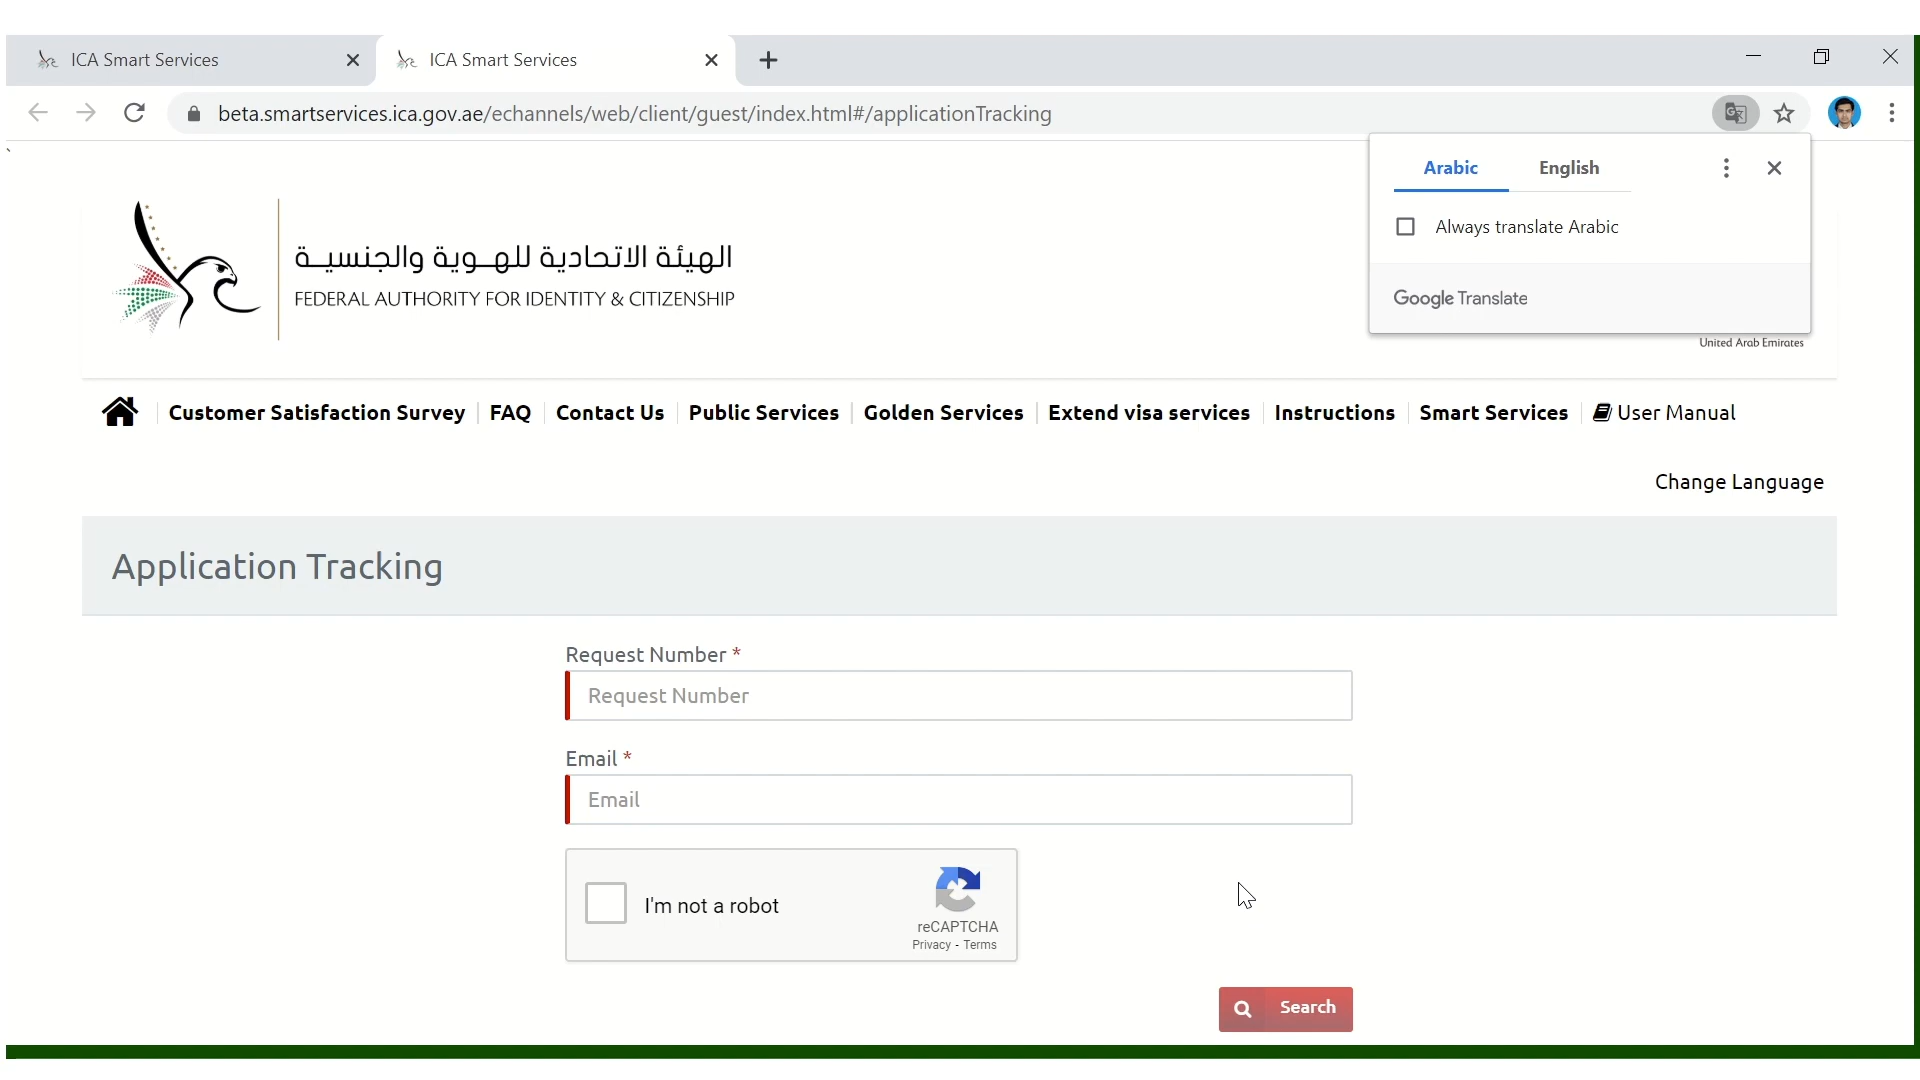 ICA Smart Services
ICA Smart Services
beta.smartservices.ica.gov.ae/echannels/web/client/guest/index.html#/applicationTracking
Arabic English
Always translate Arabic
Google Translate
الهيئة الاتحادية للهوية والجنسية
FEDERAL AUTHORITY FOR IDENTITY & CITIZENSHIP
United Arab Emirates
Customer Satisfaction Survey FAQ Contact Us Public Services Golden Services Extend visa services Instructions Smart Services User Manual
Change Language
Application Tracking
Request Number *
Request Number
Email *
Email
I'm not a robot
reCAPTCHA
Privacy - Terms
Search